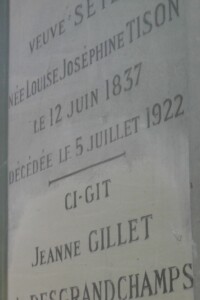 VEUVE
NÉE LOUISE JOSÉPHINE TISON
LE 12 JUIN 1837
DÉCÉDÉE LE 5 JUILLET 1922
CI-GIT
JEANNE GILLET
DESGRANDCHAMPS